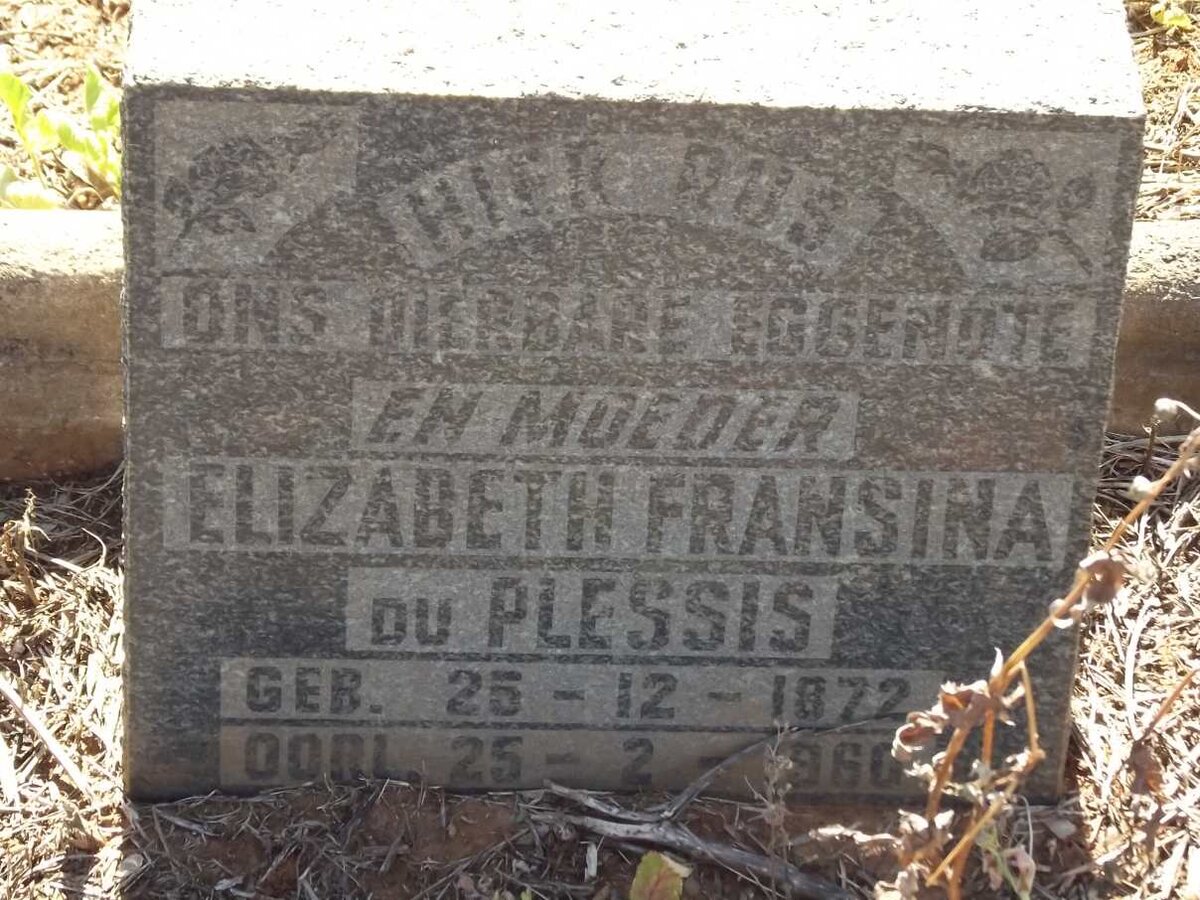 HIER RUS
ONS DIERBARE EGGENOTE
EN MOEDER
ELIZABETH FRANSINA
DU PLESSIS
GEB. 25 - 12 - 1872
OORL. 25 - 2 - 1960